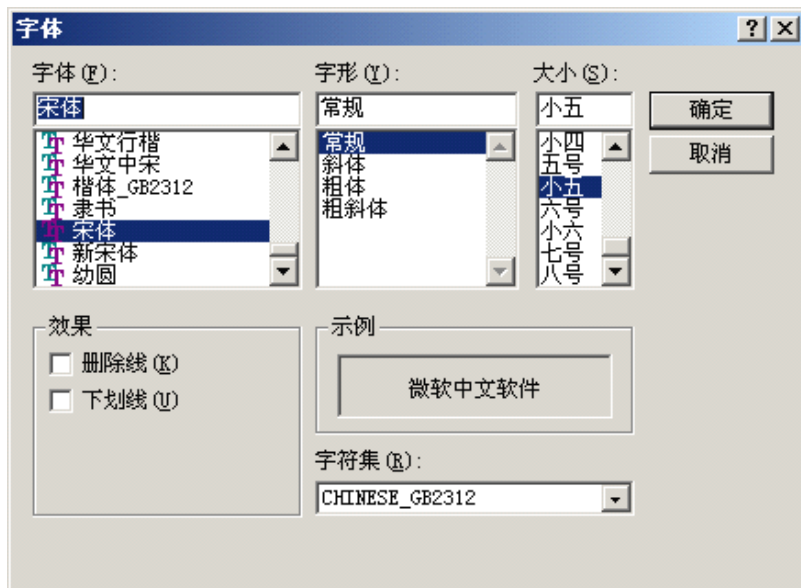 字体
字体(F):
宋体
华文行楷
华文中宋
楷体_GB2312
隶书
宋体
新宋体
幼圆
字形(Y):
常规
常规
斜体
粗体
粗斜体
大小(S):
小五
小四
五号
小五
六号
小六
七号
八号
确定
取消
效果
删除线(K)
下划线(U)
示例
微软中文软件
字符集(R):
CHINESE_GB2312